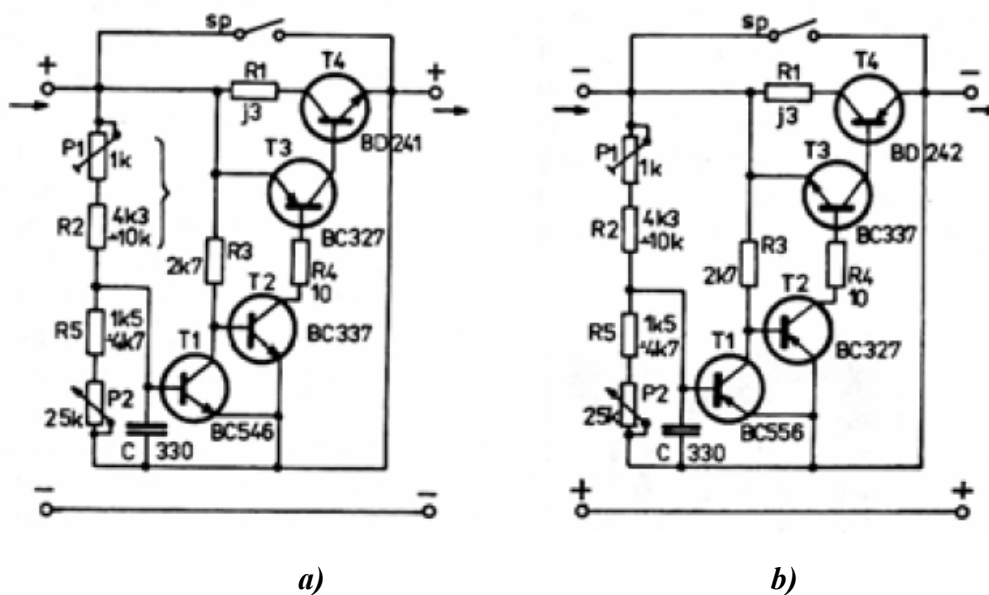 sp
T4
+
R1
+
j3
BD 241
P1
1k
T3
R2
4k3
÷10k
BC327
R3
2k7
R4
10
T2
BC337
R5
1k5
÷4k7
T1
P2
25k
BC546
C 330
-
-
a)
sp
T4
-
R1
-
j3
BD 242
P1
1k
T3
R2
4k3
÷10k
BC337
R3
2k7
R4
10
T2
BC327
R5
1k5
÷4k7
T1
P2
25k
BC556
C 330
+
+
b)